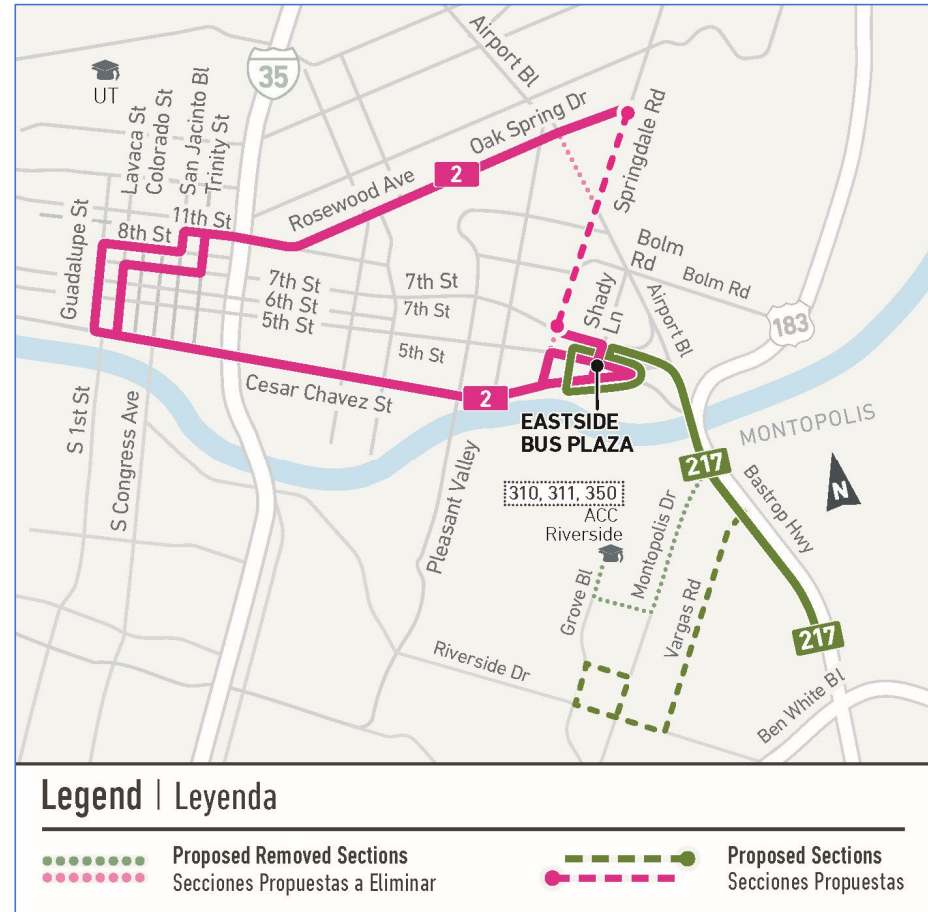 Airport Bl
35
UT
Lavaca St
Colorado St
San Jacinto Bl
Trinity St
Oak Spring Dr
Springdale Rd
2
Rosewood Ave
11th St
8th St
Guadalupe St
Bolm
Rd
Bolm Rd
7th St
7th St
6th St
7th St
5th St
5th St
Shady
Ln
Airport Bl
183
Cesar Chavez St
2
EASTSIDE
BUS PLAZA
S 1st St
S Congress Ave
MONTOPOLIS
217
Pleasant Valley
310, 311, 350
ACC
Riverside
N
Bastrop Hwy
Montopolis Dr
Grove Bl
Vargas Rd
217
Riverside Dr
Ben White Bl
Legend | Leyenda
Proposed Removed Sections
Secciones Propuestas a Eliminar
Proposed Sections
Secciones Propuestas